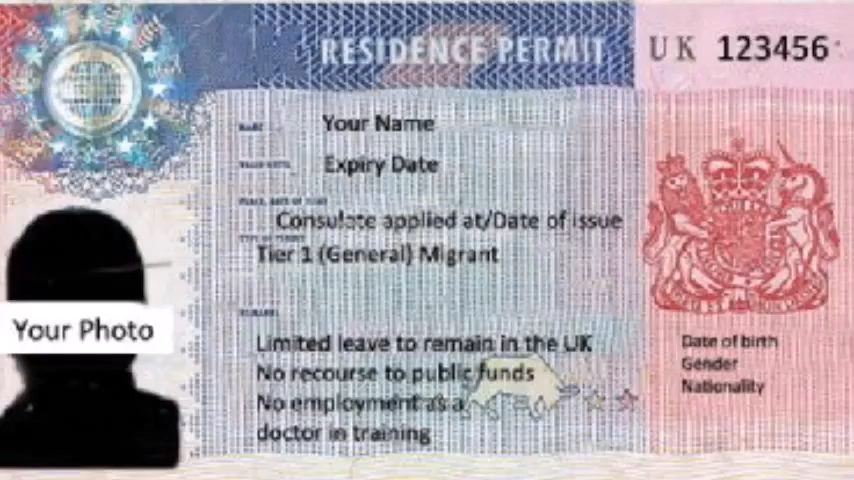 RESIDENCE PERMIT
UK 123456
Your Name
Expiry Date
Consulate applied at/Date of issue
Tier 1 (General) Migrant
Your Photo
Limited leave to remain in the UK
No recourse to public funds
No employment as a
doctor in training
Date of birth
Gender
Nationality